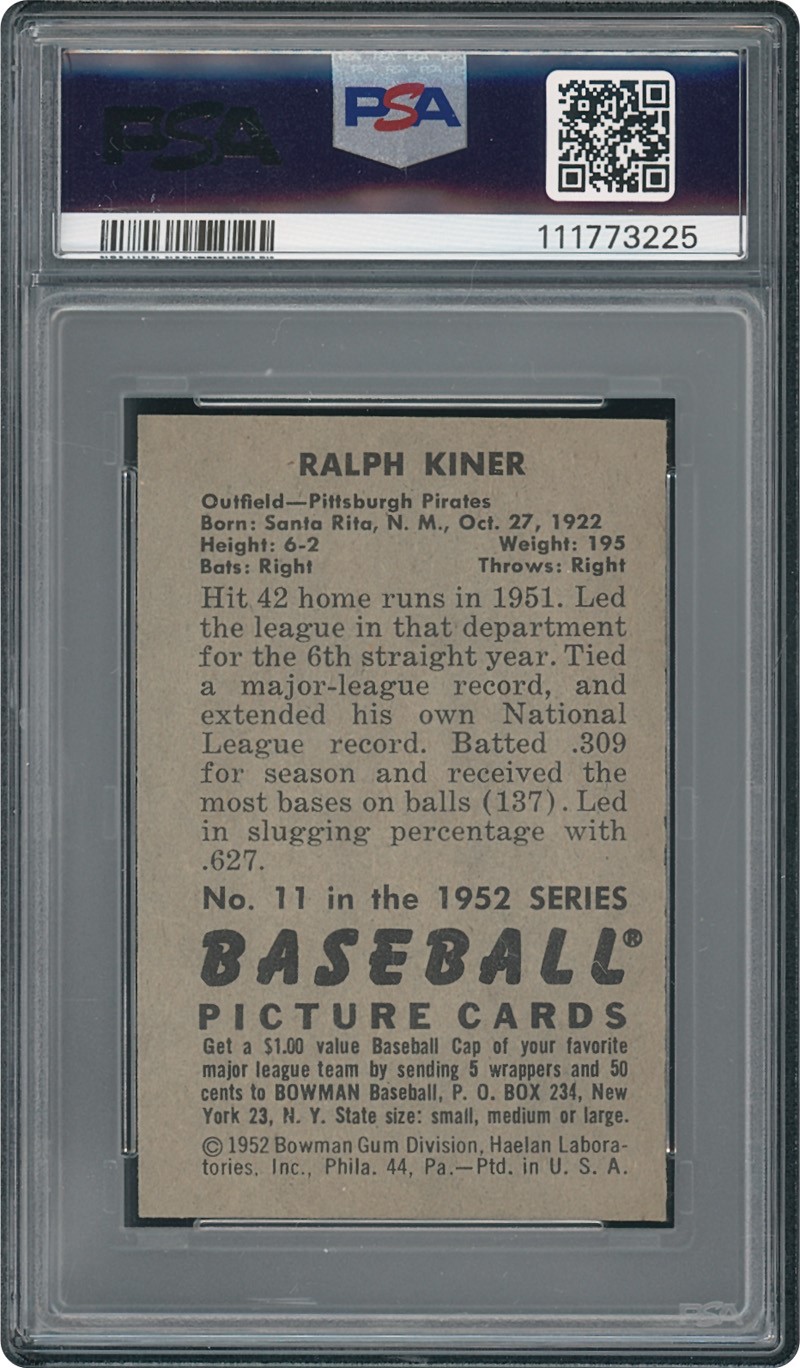 PSA
PSA
111773225
RALPH KINER
Outfield—Pittsburgh Pirates
Born: Santa Rita, N. M., Oct. 27, 1922
Height: 6-2 Weight: 195
Bats: Right Throws: Right
Hit 42 home runs in 1951. Led
the league in that department
for the 6th straight year. Tied
a major-league record, and
extended his own National
League record. Batted .309
for season and received the
most bases on balls (137). Led
in slugging percentage with
.627.
No. 11 in the 1952 SERIES
BASEBALL®
PICTURE CARDS
Get a $1.00 value Baseball Cap of your favorite
major league team by sending 5 wrappers and 50
cents to BOWMAN Baseball, P. O. BOX 234, New
York 23, N. Y. State size: small, medium or large.
© 1952 Bowman Gum Division, Haelan Labora-
tories, Inc., Phila. 44, Pa.—Ptd. in U. S. A.
PSA